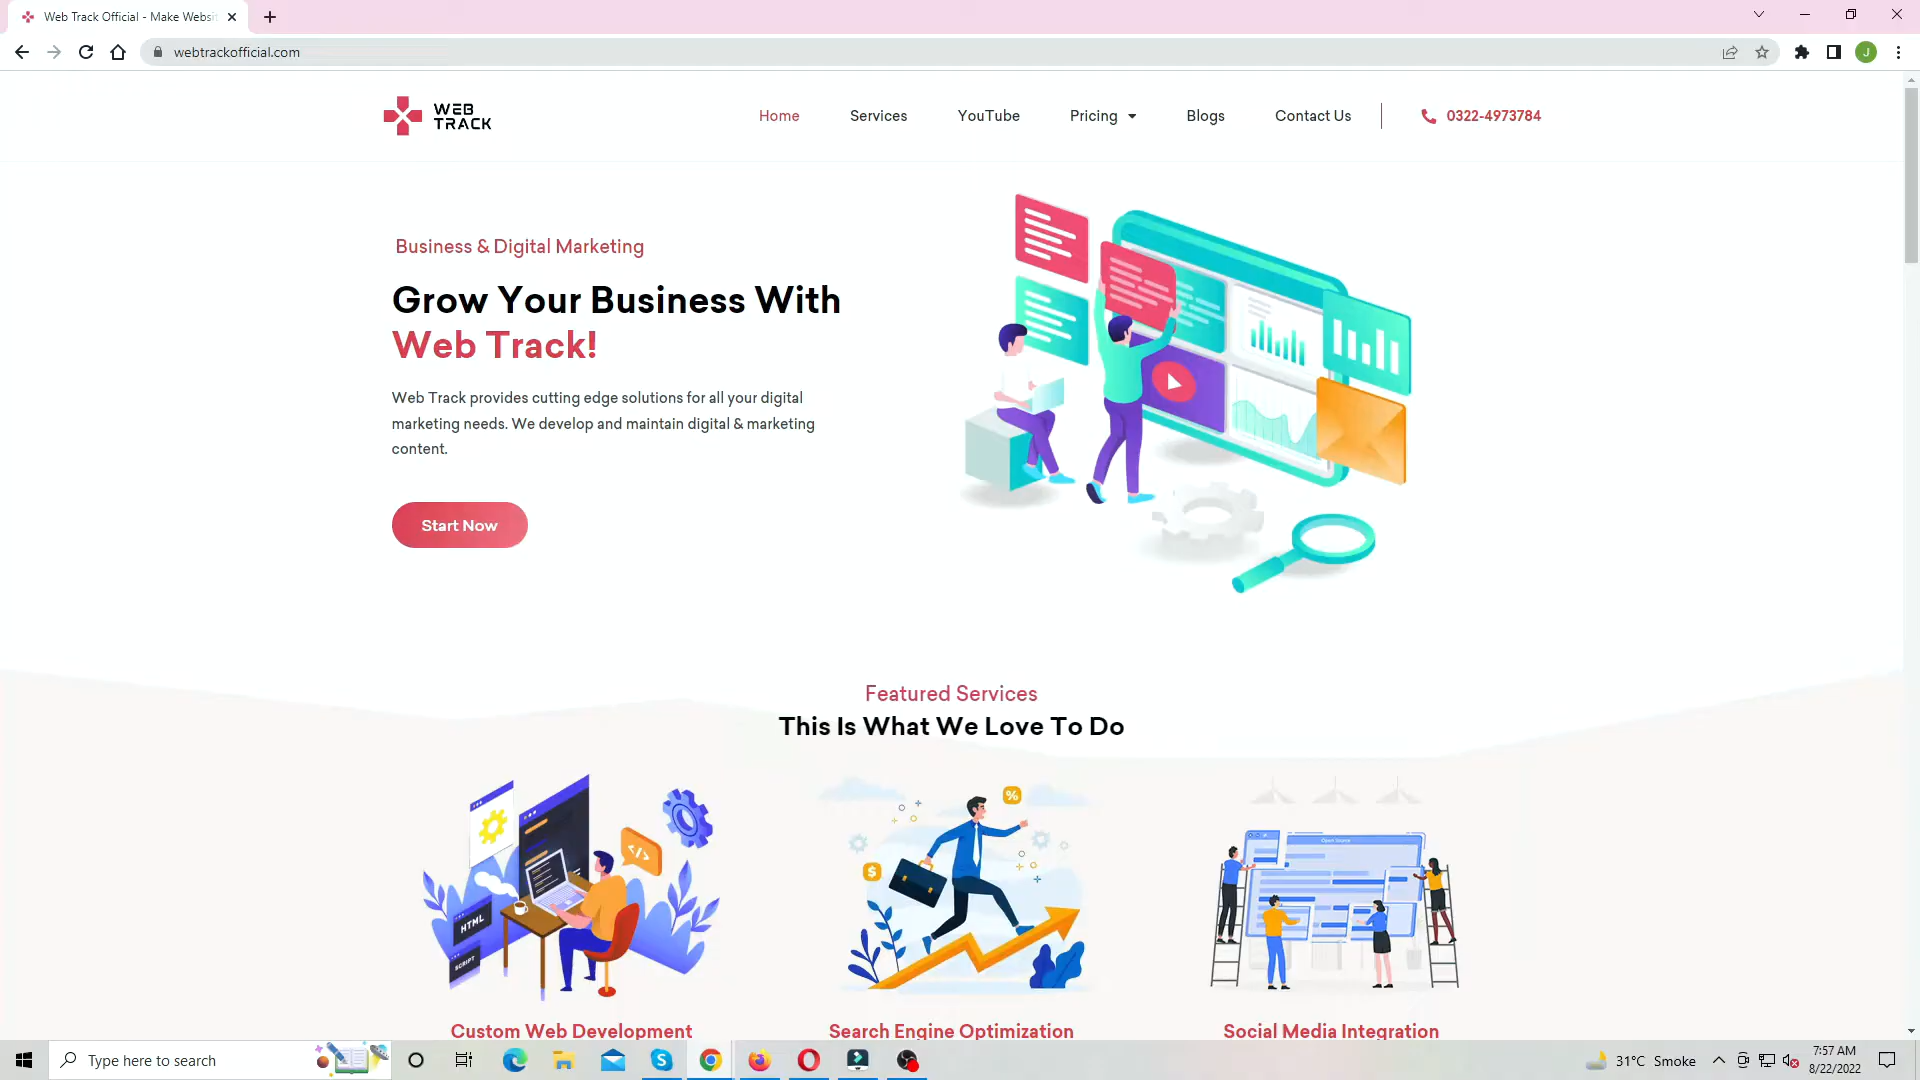 Web Track Official - Make Websi
webtrackofficial.com
J
WEB
TRACK
Home
Services
YouTube
Pricing
Blogs
Contact Us
0322-4973784
Business & Digital Marketing
Grow Your Business With
Web Track!
Web Track provides cutting edge solutions for all your digital
marketing needs. We develop and maintain digital & marketing
content.
Start Now
Featured Services
This Is What We Love To Do
</>
HTML
SCRIPT
%
$
Open Source
Custom Web Development
Search Engine Optimization
Social Media Integration
Type here to search
S
31°C Smoke
7:57 AM
8/22/2022